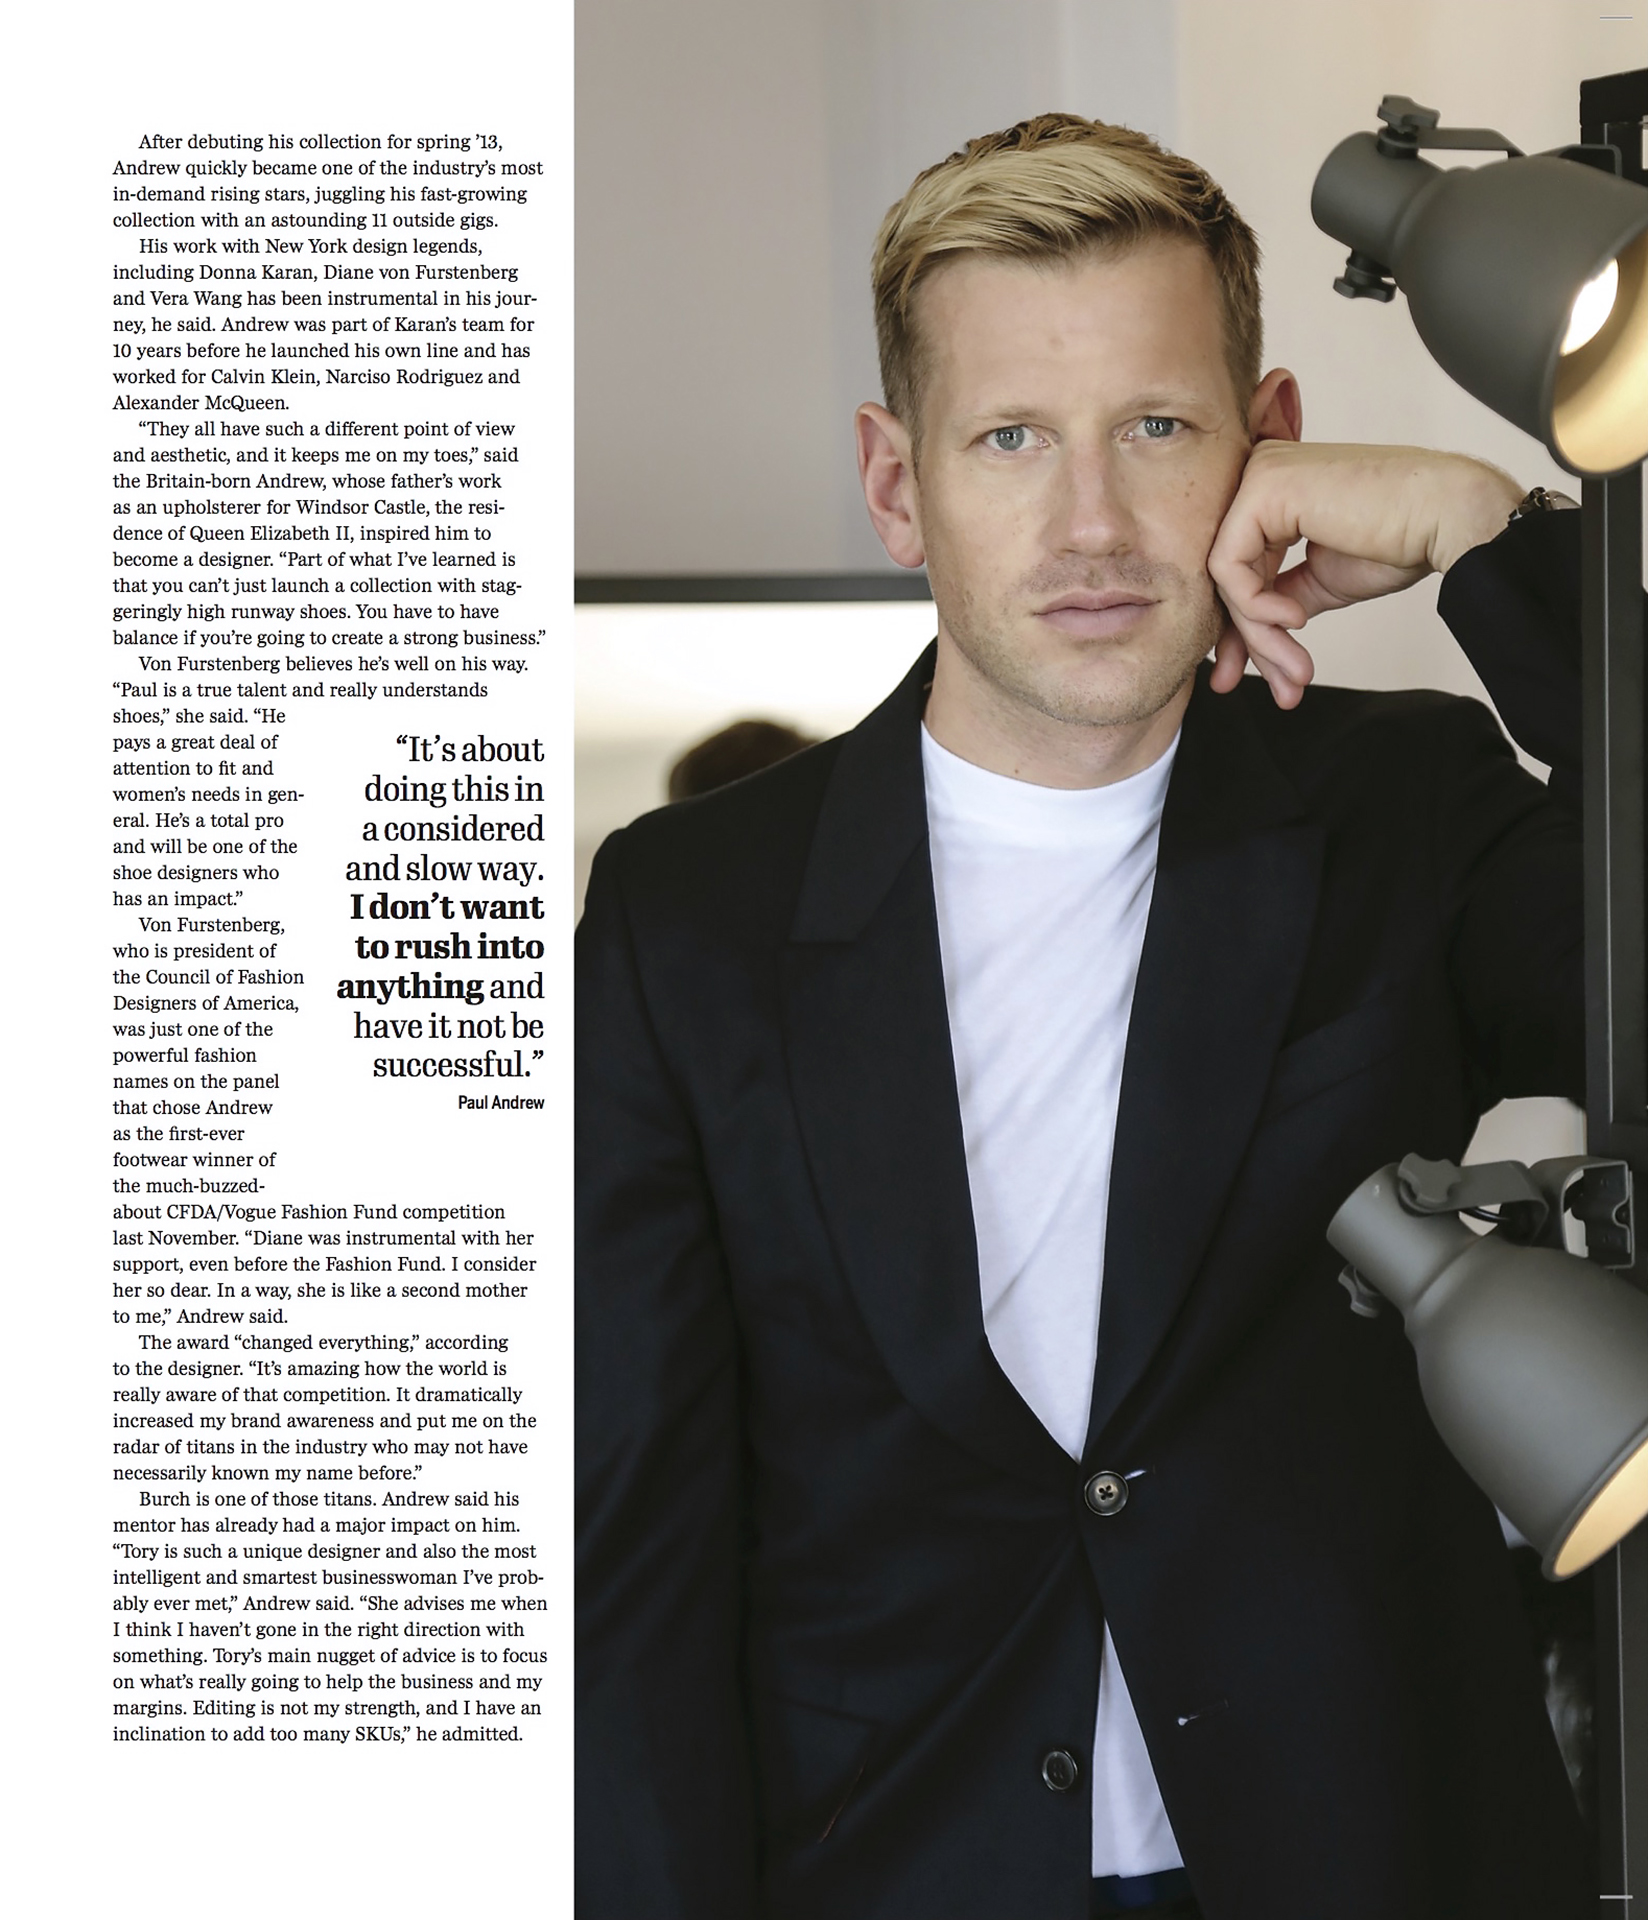 After debuting his collection for spring ’13,
Andrew quickly became one of the industry’s most
in-demand rising stars, juggling his fast-growing
collection with an astounding 11 outside gigs.
His work with New York design legends,
including Donna Karan, Diane von Furstenberg
and Vera Wang has been instrumental in his jour-
ney, he said. Andrew was part of Karan’s team for
10 years before he launched his own line and has
worked for Calvin Klein, Narciso Rodriguez and
Alexander McQueen.
“They all have such a different point of view
and aesthetic, and it keeps me on my toes,” said
the Britain-born Andrew, whose father’s work
as an upholsterer for Windsor Castle, the resi-
dence of Queen Elizabeth II, inspired him to
become a designer. “Part of what I’ve learned is
that you can’t just launch a collection with stag-
geringly high runway shoes. You have to have
balance if you’re going to create a strong business.”
Von Furstenberg believes he’s well on his way.
“Paul is a true talent and really understands
shoes,” she said. “He
pays a great deal of
attention to fit and
women’s needs in gen-
eral. He’s a total pro
and will be one of the
shoe designers who
has an impact.”
Von Furstenberg,
who is president of
the Council of Fashion
Designers of America,
was just one of the
powerful fashion
names on the panel
that chose Andrew
as the first-ever
footwear winner of
the much-buzzed-
about CFDA/Vogue Fashion Fund competition
last November. “Diane was instrumental with her
support, even before the Fashion Fund. I consider
her so dear. In a way, she is like a second mother
to me,” Andrew said.
The award “changed everything,” according
to the designer. “It’s amazing how the world is
really aware of that competition. It dramatically
increased my brand awareness and put me on the
radar of titans in the industry who may not have
necessarily known my name before.”
Burch is one of those titans. Andrew said his
mentor has already had a major impact on him.
“Tory is such a unique designer and also the most
intelligent and smartest businesswoman I’ve prob-
ably ever met,” Andrew said. “She advises me when
I think I haven’t gone in the right direction with
something. Tory’s main nugget of advice is to focus
on what’s really going to help the business and my
margins. Editing is not my strength, and I have an
inclination to add too many SKUs,” he admitted.
“It’s about
doing this in
a considered
and slow way.
I don’t want
to rush into
anything and
have it not be
successful.”
Paul Andrew